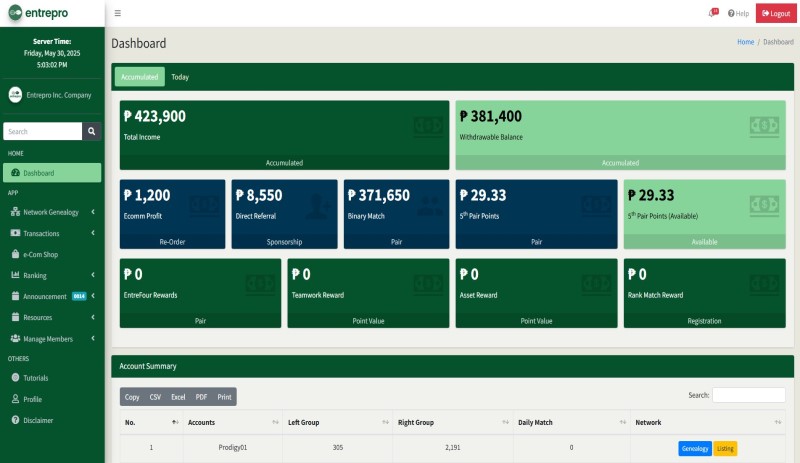 entrepro
Help
Logout
Server Time:
Friday, May 30, 2025
5:03:02 PM
Entrepro Inc. Company
Search
HOME
Dashboard
APP
Network Genealogy
Transactions
e-Com Shop
Ranking
Announcement
Resources
Manage Members
OTHERS
Tutorials
Profile
Disclaimer
Dashboard
Home / Dashboard
Accumulated Today
₱ 423,900
Total Income
Accumulated
₱ 381,400
Withdrawable Balance
Accumulated
₱ 1,200
Ecomm Profit
Re-Order
₱ 8,550
Direct Referral
Sponsorship
₱ 371,650
Binary Match
Pair
₱ 29.33
5th Pair Points
Pair
₱ 29.33
5th Pair Points (Available)
Available
₱ 0
EntreFour Rewards
Pair
₱ 0
Teamwork Reward
Point Value
₱ 0
Asset Reward
Point Value
₱ 0
Rank Match Reward
Registration
Account Summary
Copy CSV Excel PDF Print
Search:
No. Accounts Left Group Right Group Daily Match Network
1 Prodigy01 305 2,191 0 Genealogy Listing